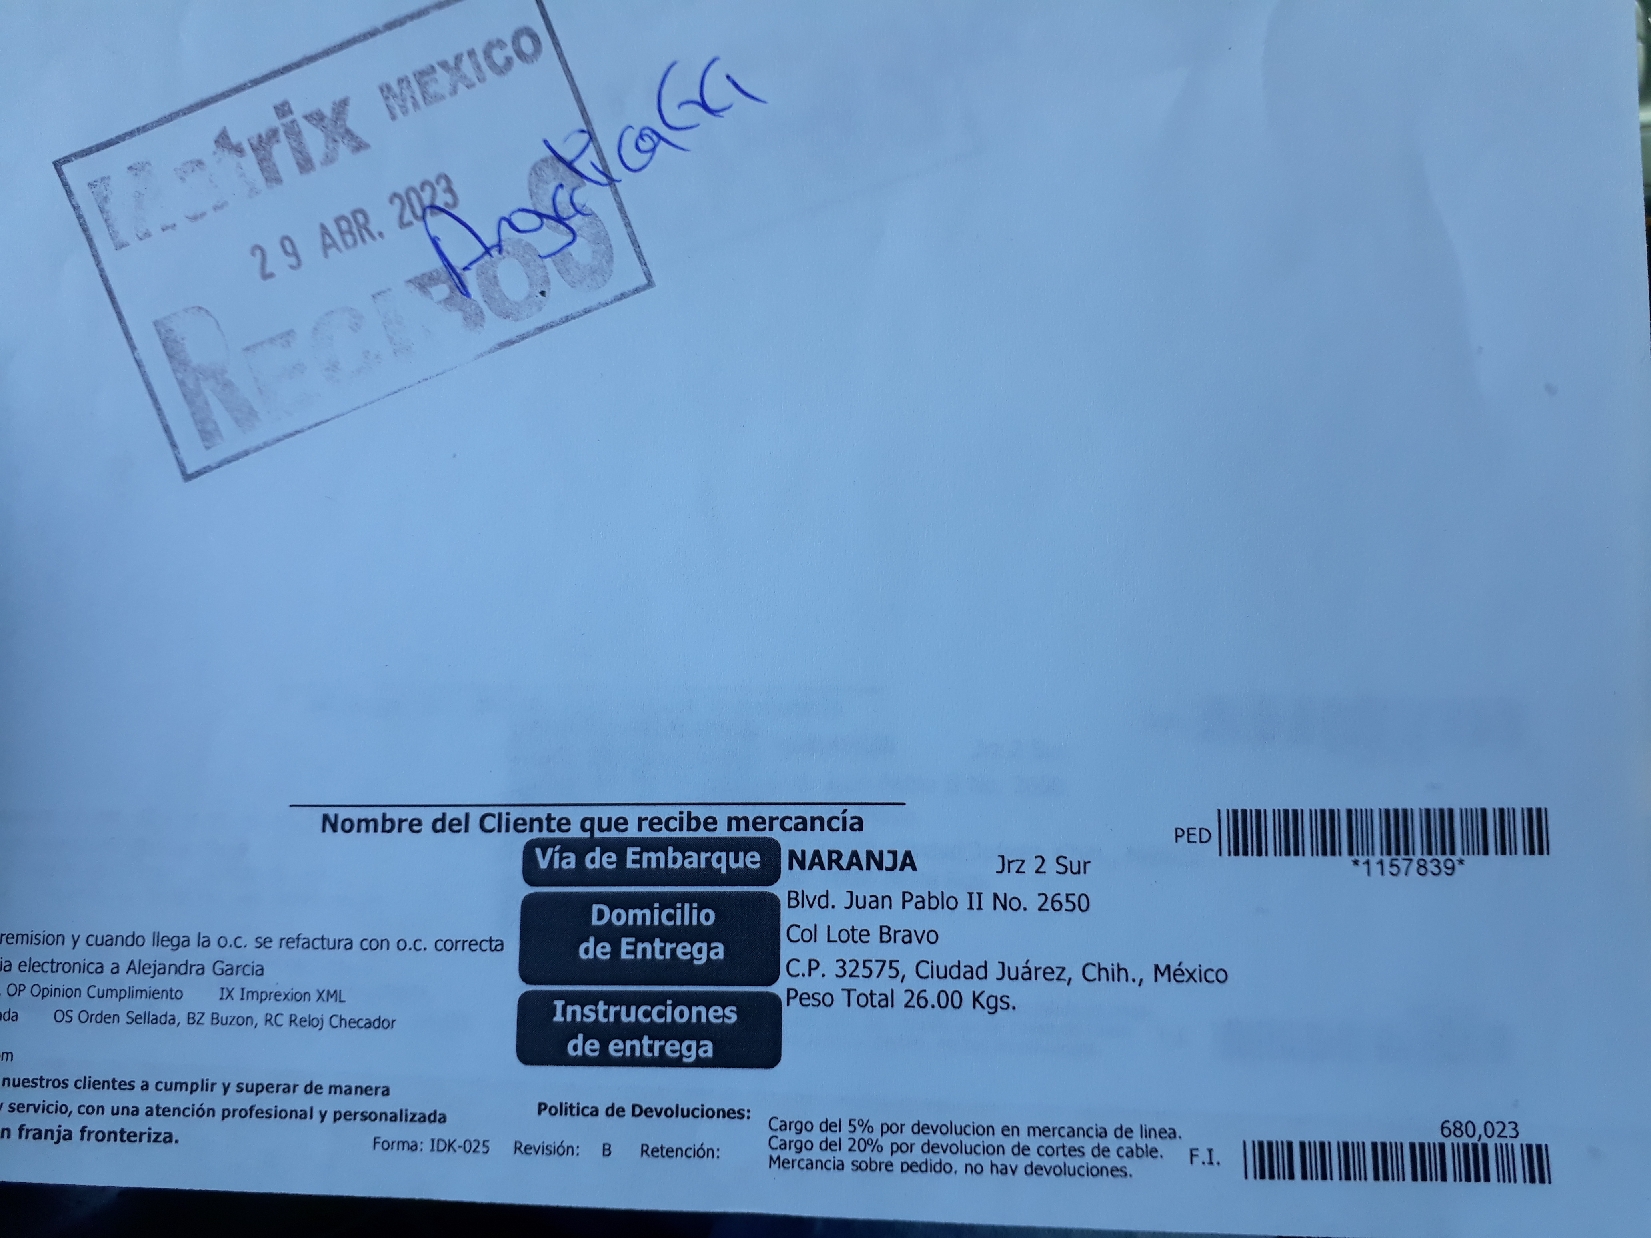 Matrix MEXICO
29 ABR. 2023
RECIBOS
Nombre del Cliente que recibe mercancía
Vía de Embarque NARANJA Jrz 2 Sur
PED *1157839*
Domicilio de Entrega
Blvd. Juan Pablo II No. 2650
Col Lote Bravo
C.P. 32575, Ciudad Juárez, Chih., México
Instrucciones de entrega
Peso Total 26.00 Kgs.
remision y cuando llega la o.c. se refactura con o.c. correcta
ia electronica a Alejandra Garcia
. OP Opinion Cumplimiento IX Imprexion XML
ada OS Orden Sellada, BZ Buzon, RC Reloj Checador
m
nuestros clientes a cumplir y superar de manera
servicio, con una atención profesional y personalizada
n franja fronteriza.
Forma: IDK-025 Revisión: B Retención:
Politica de Devoluciones:
Cargo del 5% por devolucion en mercancia de linea.
Cargo del 20% por devolucion de cortes de cable.
Mercancia sobre pedido, no hay devoluciones.
680,023
F.I.